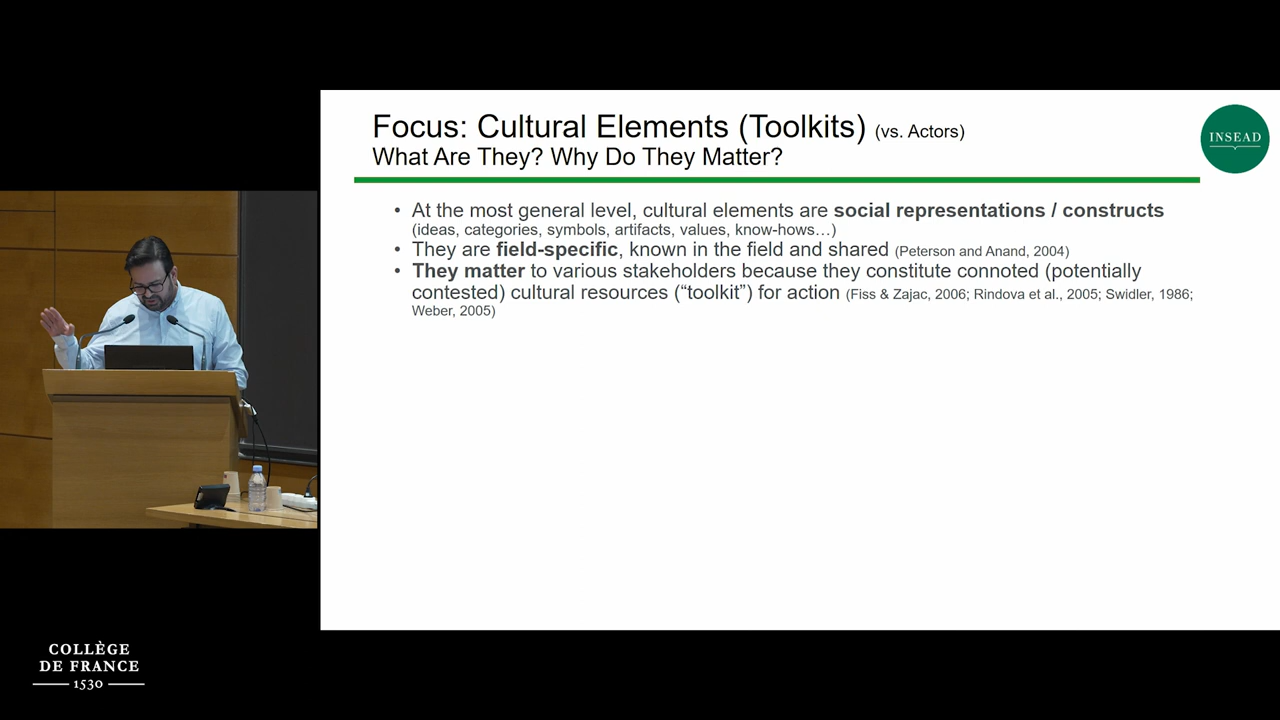 Focus: Cultural Elements (Toolkits) (vs. Actors)
What Are They? Why Do They Matter?
INSEAD
• At the most general level, cultural elements are social representations / constructs
(ideas, categories, symbols, artifacts, values, know-hows…)
• They are field-specific, known in the field and shared (Peterson and Anand, 2004)
• They matter to various stakeholders because they constitute connoted (potentially
contested) cultural resources (“toolkit”) for action (Fiss & Zajac, 2006; Rindova et al., 2005; Swidler, 1986;
Weber, 2005)
COLLÈGE
DE FRANCE
1530